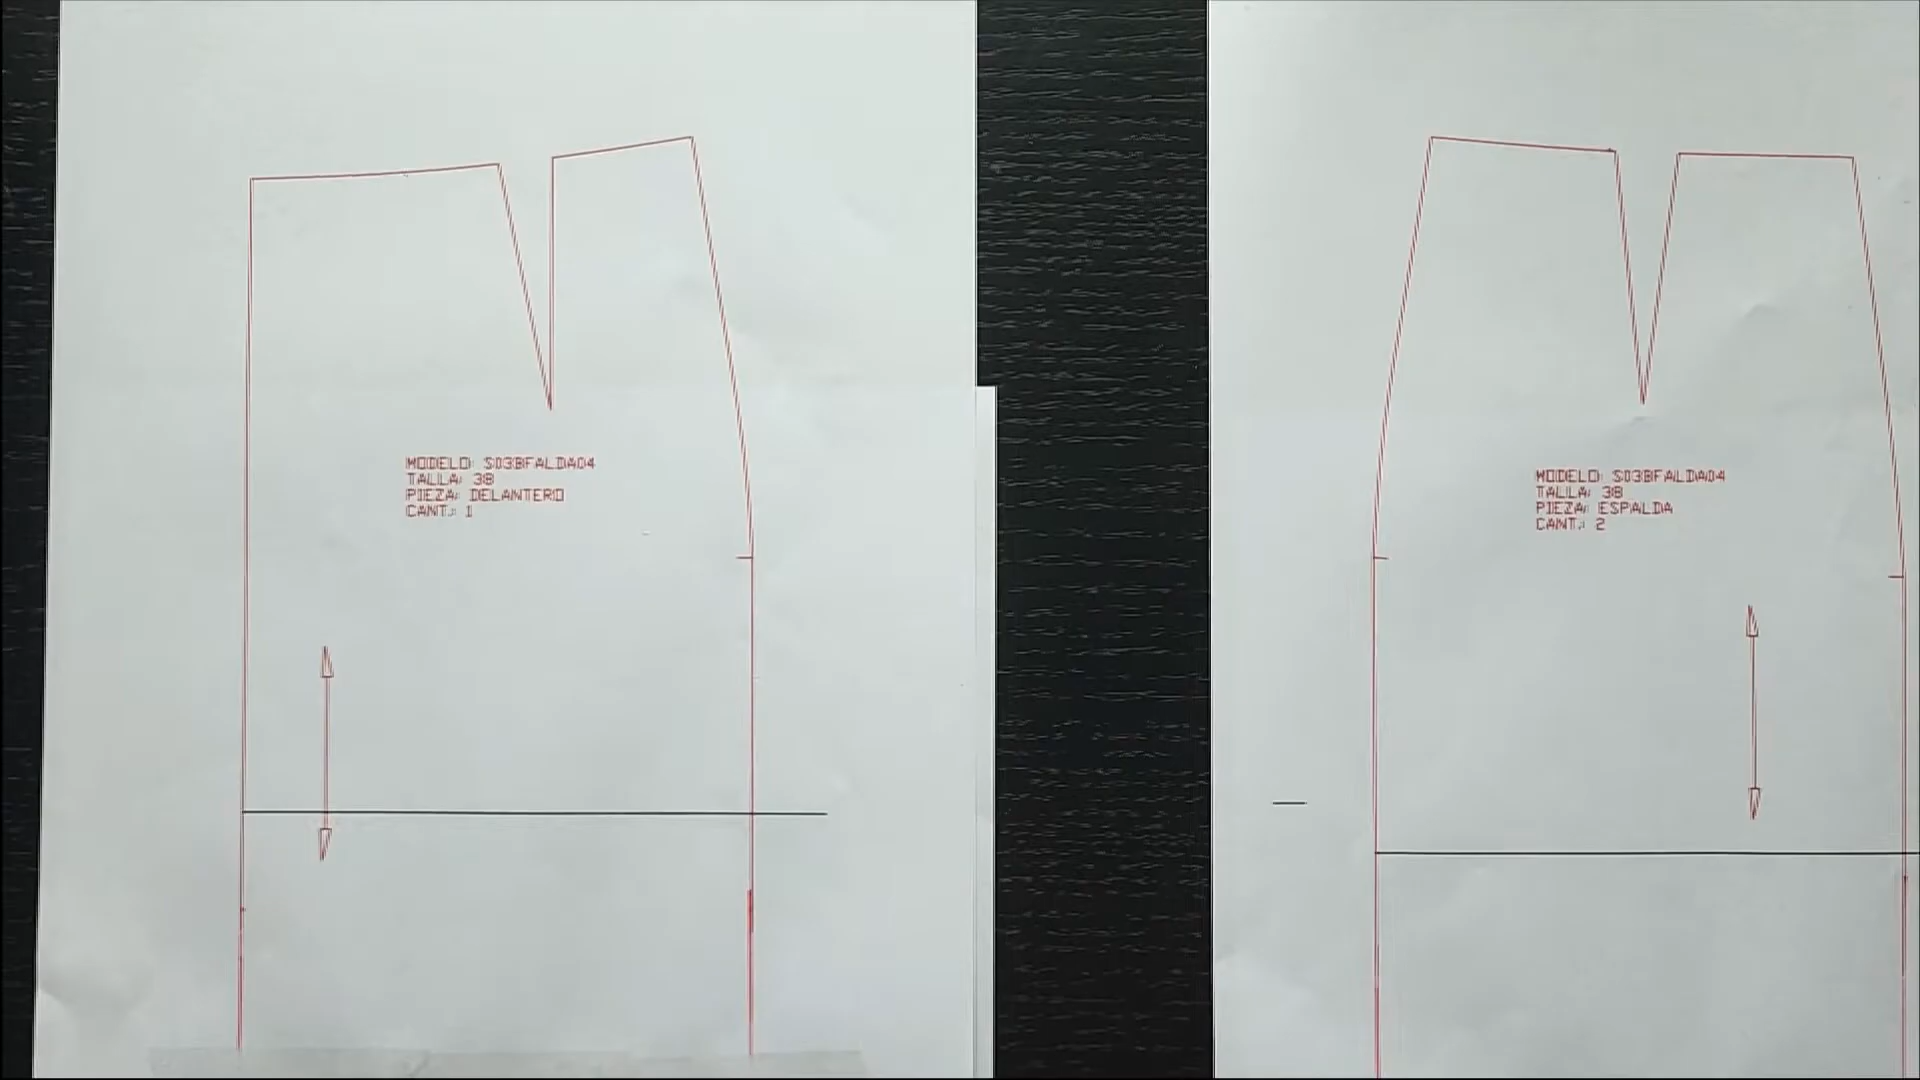 MODELO: S03BFALDA04
TALLA: 38
PIEZA: DELANTERO
CANT.: 1
MODELO: S03BFALDA04
TALLA: 38
PIEZA: ESPALDA
CANT.: 2